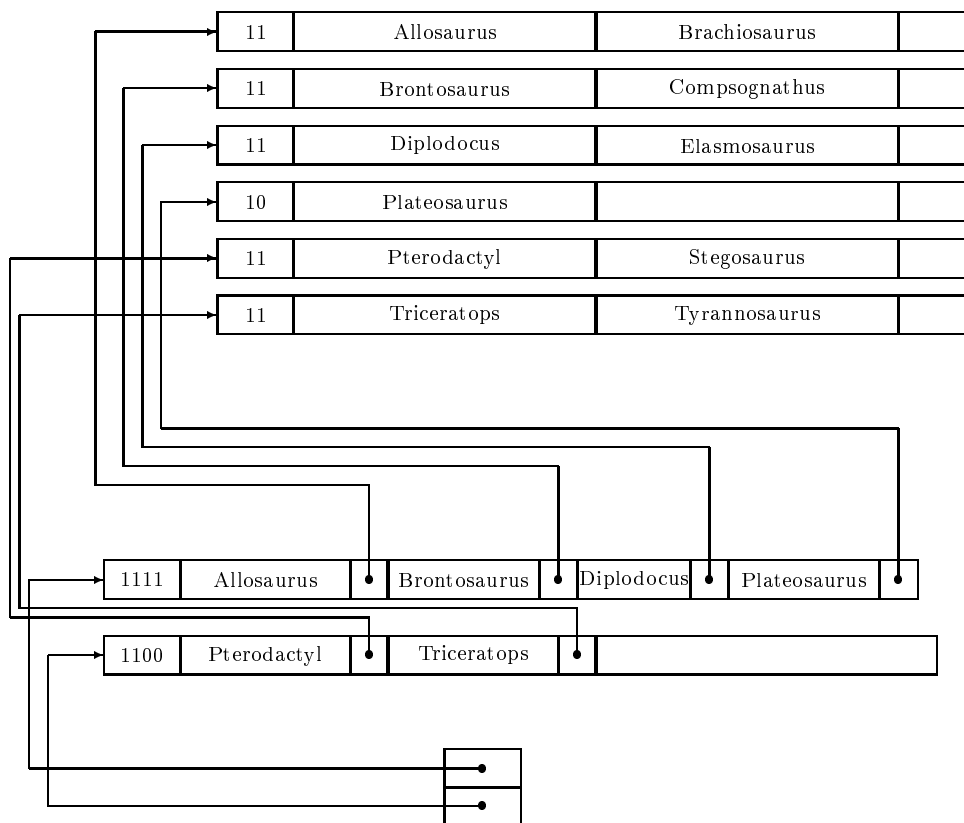 11 Allosaurus Brachiosaurus
11 Brontosaurus Compsognathus
11 Diplodocus Elasmosaurus
10 Plateosaurus
11 Pterodactyl Stegosaurus
11 Triceratops Tyrannosaurus
1111 Allosaurus Brontosaurus Diplodocus Plateosaurus
1100 Pterodactyl Triceratops